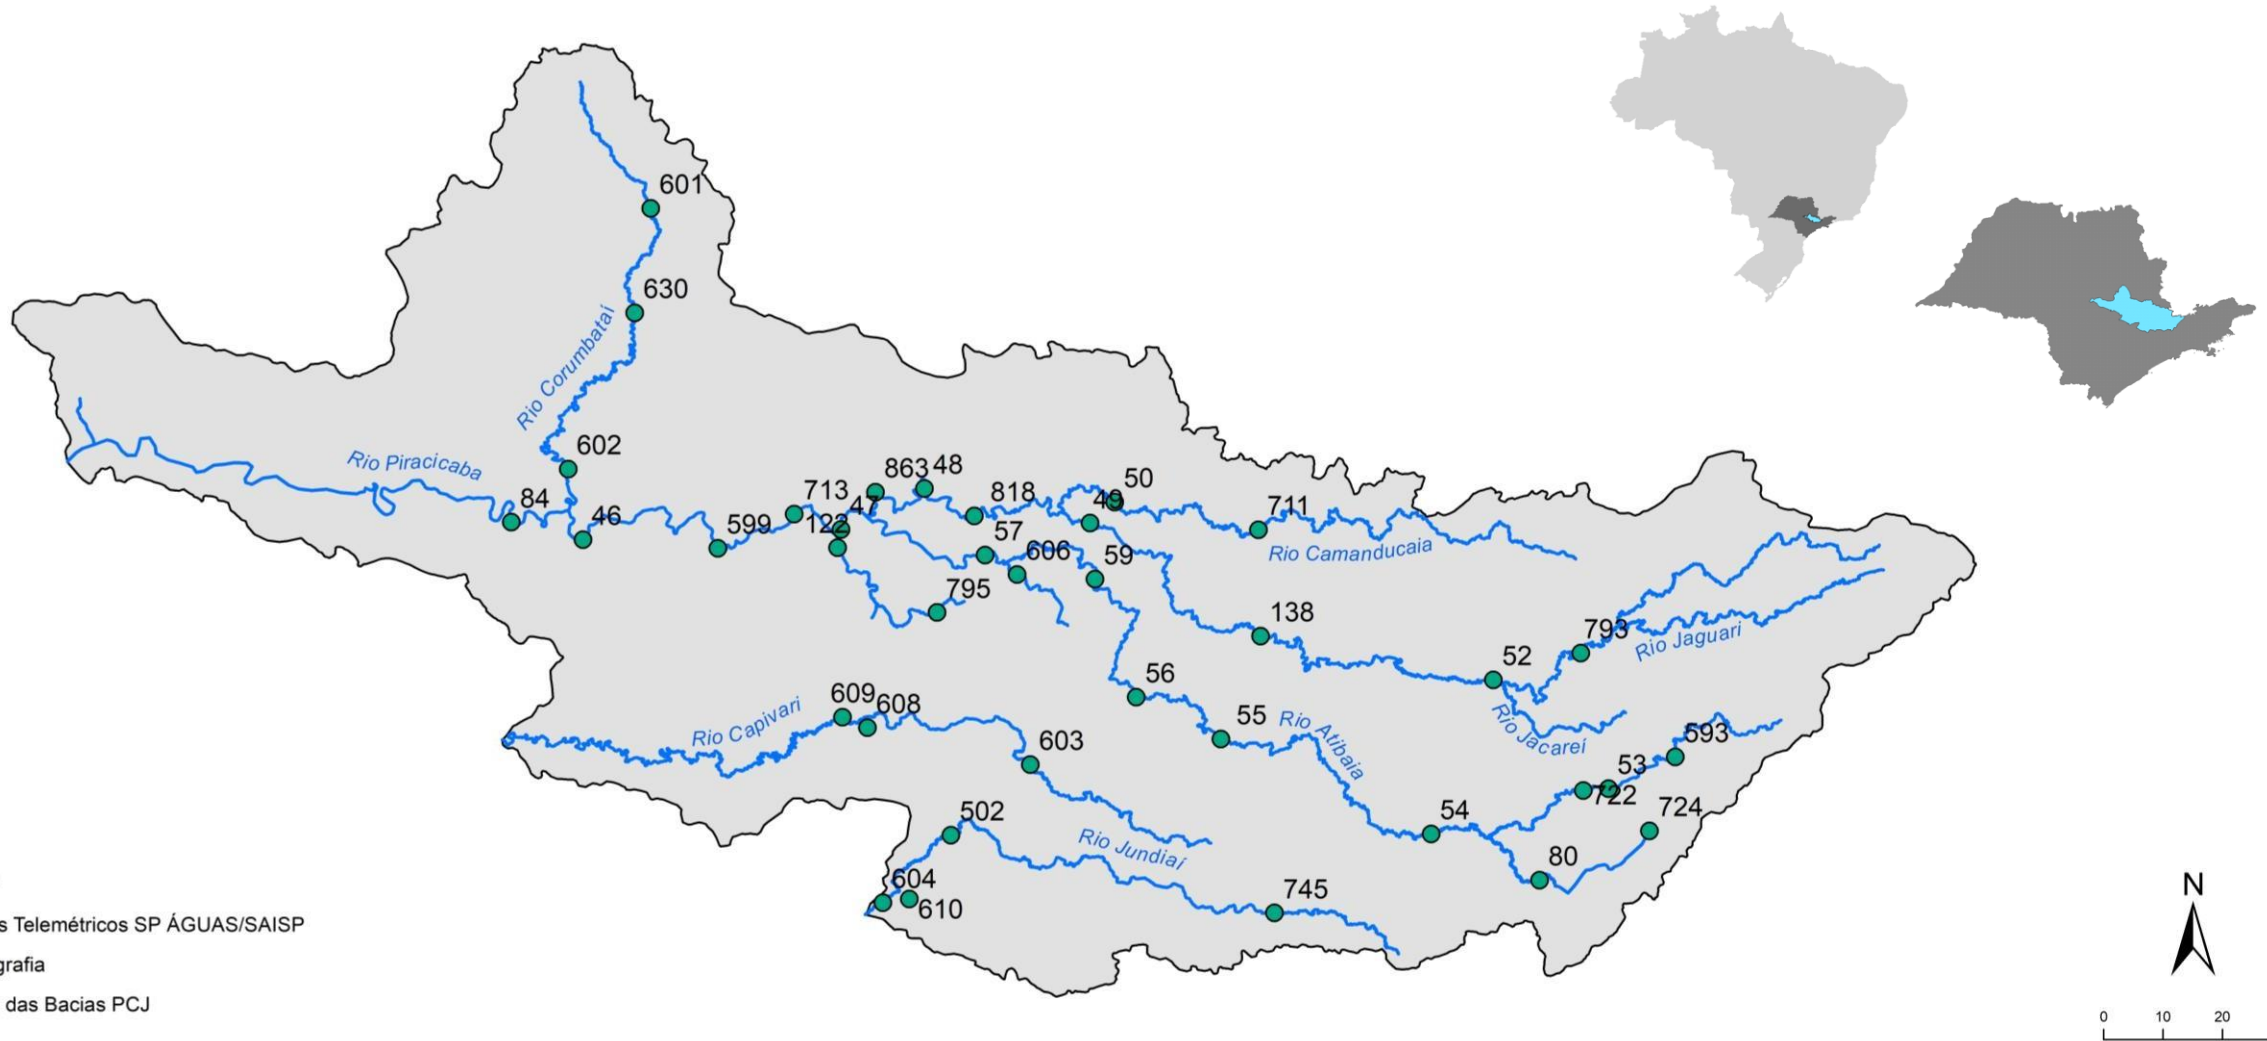 601
630
Rio Corumbataí
602
Rio Piracicaba
84
46
599
713
47
122
863
48
818
50
49
57
606
59
795
711
Rio Camanducaia
138
793
Rio Jaguari
52
Rio Jacareí
56
55
Rio Atibaia
593
53
722
724
54
80
609
608
Rio Capivari
603
502
Rio Jundiaí
604
610
745
s Telemétricos SP ÁGUAS/SAISP
grafia
das Bacias PCJ
N
0 10 20